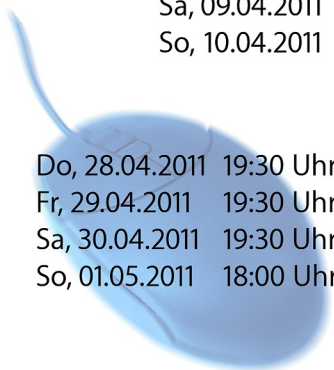 Sa, 09.04.2011
So, 10.04.2011
Do, 28.04.2011 19:30 Uhr
Fr, 29.04.2011 19:30 Uhr
Sa, 30.04.2011 19:30 Uhr
So, 01.05.2011 18:00 Uhr